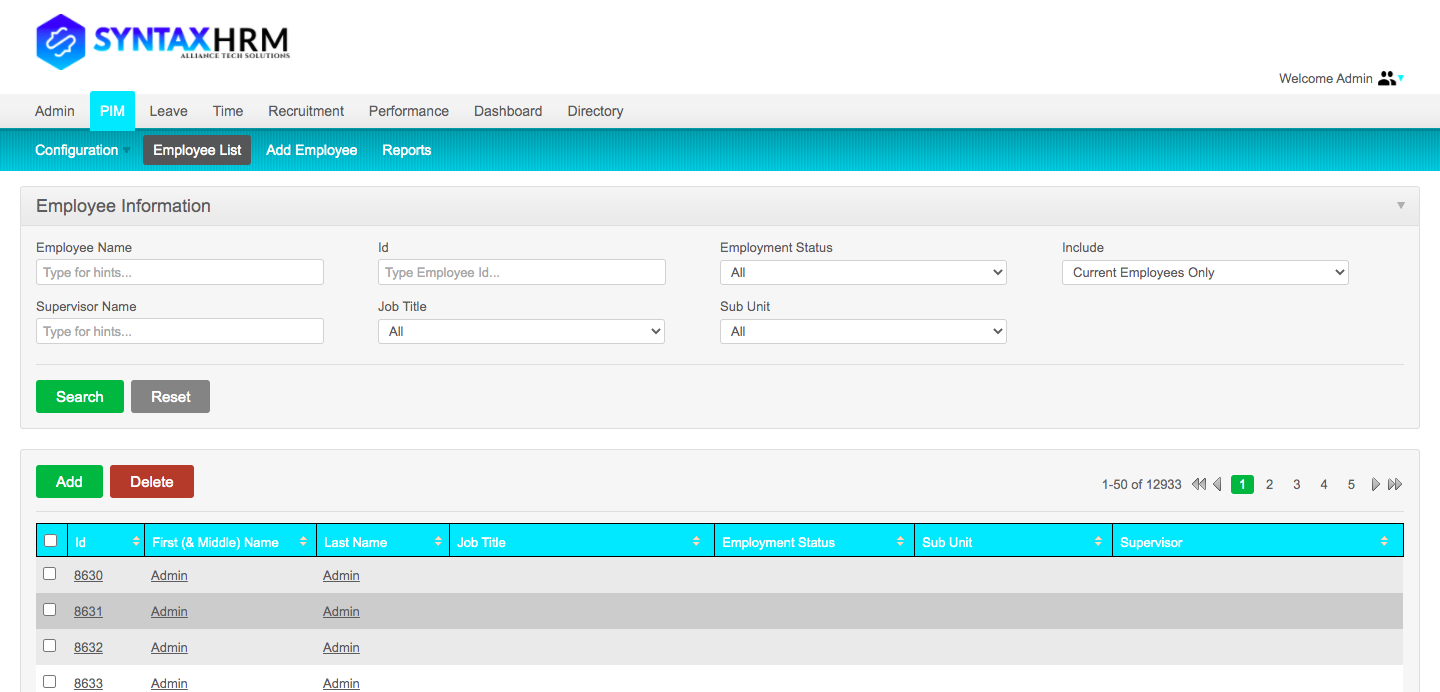 SYNTAXHRM
ALLIANCE TECH SOLUTIONS
Welcome Admin
Admin PIM Leave Time Recruitment Performance Dashboard Directory
Configuration Employee List Add Employee Reports
Employee Information
Employee Name Id Employment Status Include
Type for hints... Type Employee Id... All Current Employees Only
Supervisor Name Job Title Sub Unit
Type for hints... All All
Search Reset
Add Delete 1-50 of 12933 1 2 3 4 5
Id First (& Middle) Name Last Name Job Title Employment Status Sub Unit Supervisor
8630 Admin Admin
8631 Admin Admin
8632 Admin Admin
8633 Admin Admin